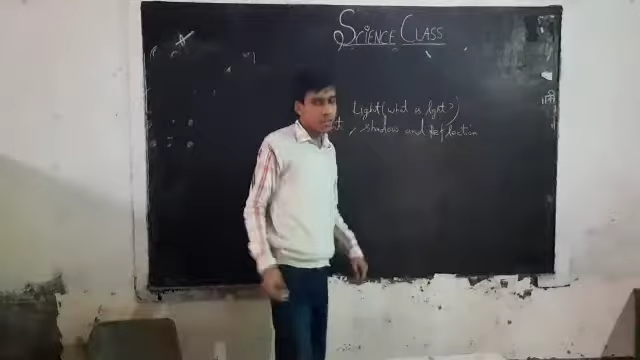 SCIENCE CLASS
Light (what is light?)
, shadow and Reflection